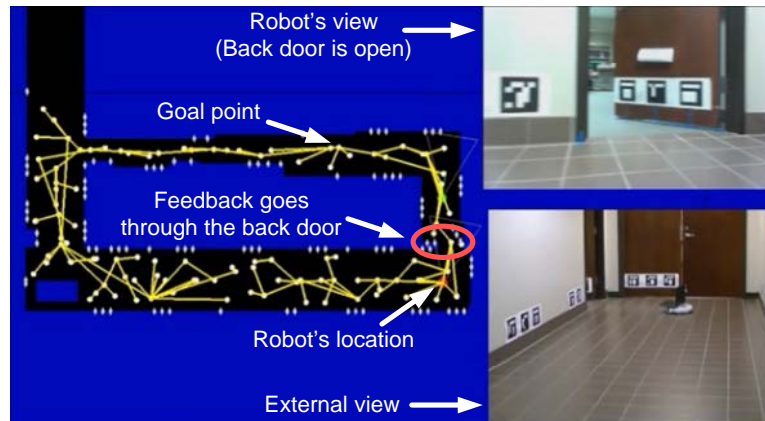 Robot's view
(Back door is open)
Goal point
Feedback goes
through the back door
Robot's location
External view